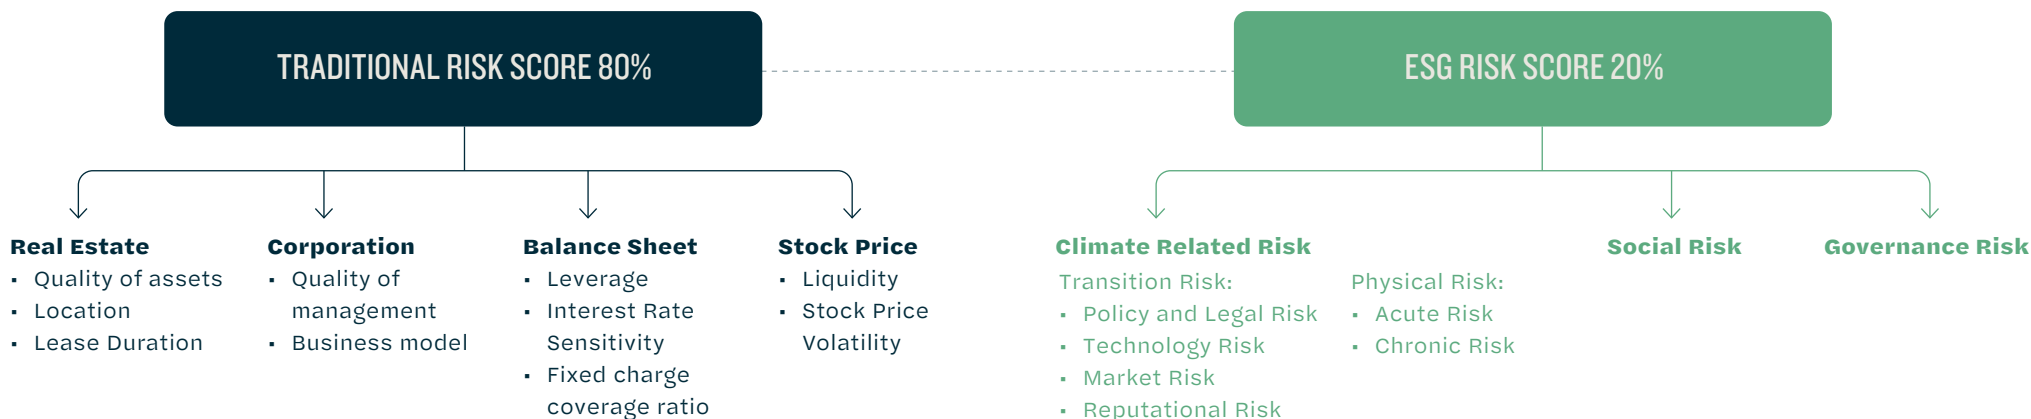 TRADITIONAL RISK SCORE 80%
ESG RISK SCORE 20%
Real Estate
▪ Quality of assets
▪ Location
▪ Lease Duration
Corporation
▪ Quality of
management
▪ Business model
Balance Sheet
▪ Leverage
▪ Interest Rate
Sensitivity
▪ Fixed charge
coverage ratio
Stock Price
▪ Liquidity
▪ Stock Price
Volatility
Climate Related Risk
Transition Risk:
▪ Policy and Legal Risk
▪ Technology Risk
▪ Market Risk
▪ Reputational Risk
Physical Risk:
▪ Acute Risk
▪ Chronic Risk
Social Risk
Governance Risk